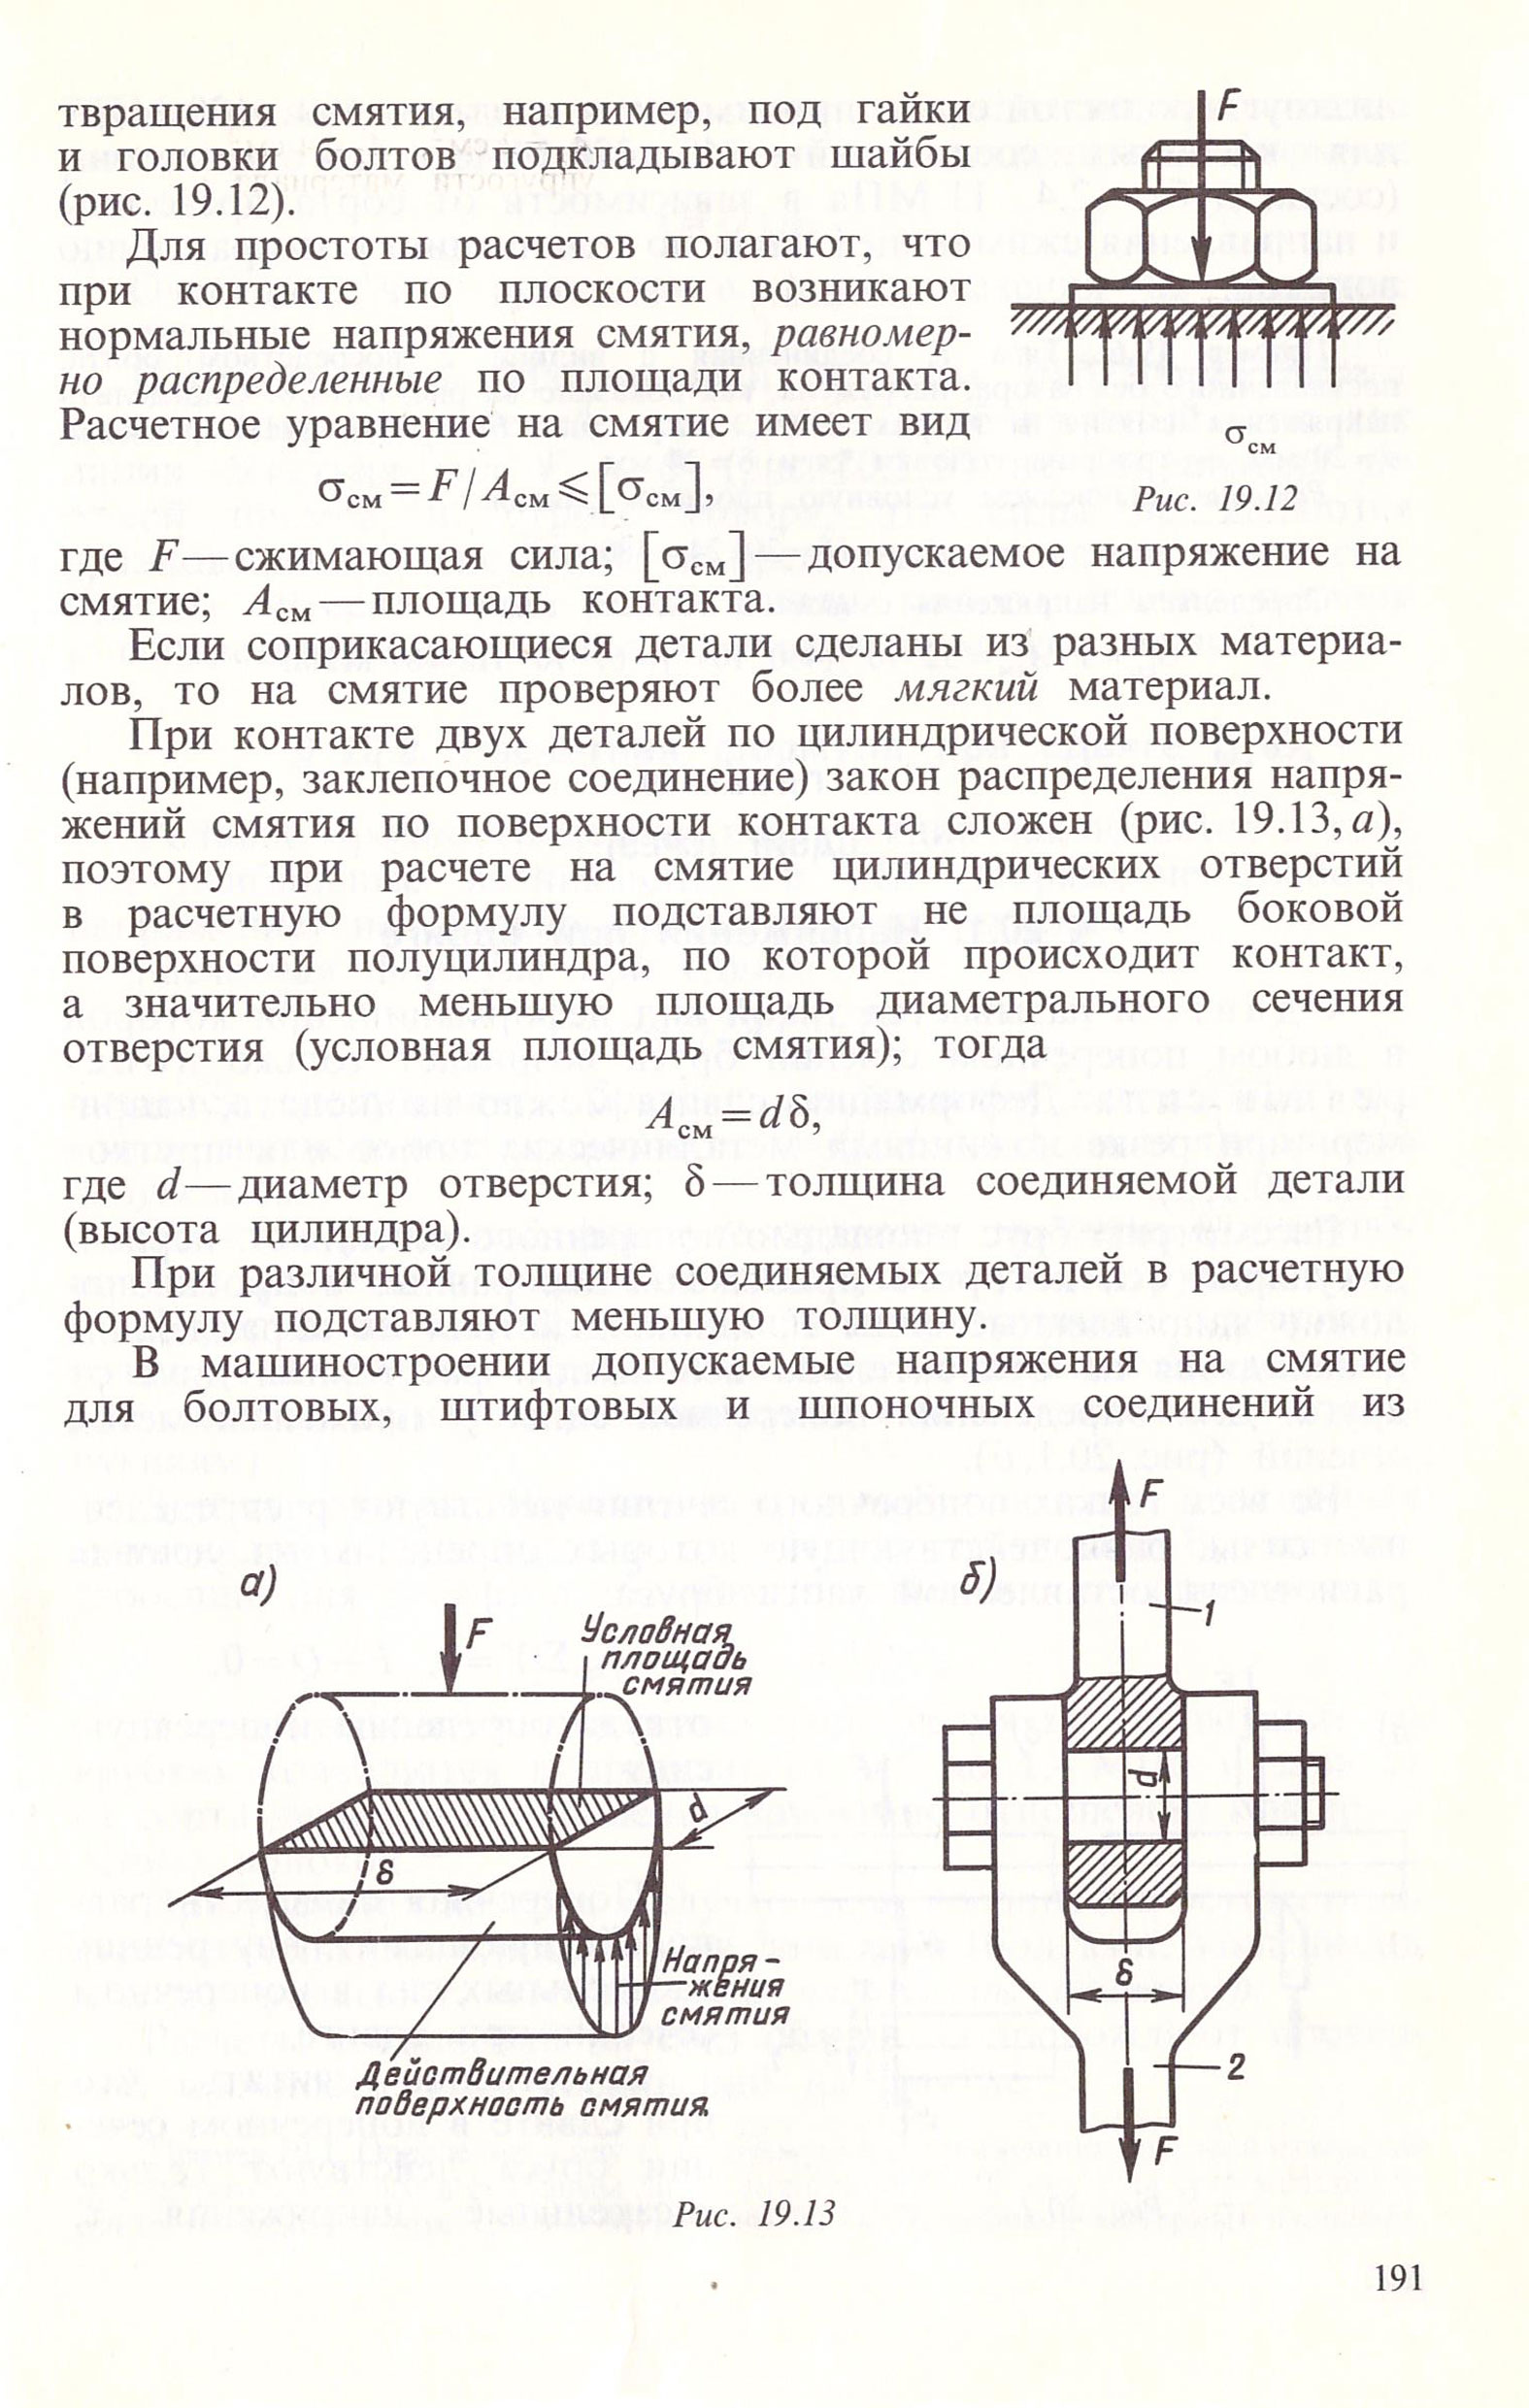 твращения смятия, например, под гайки
и головки болтов подкладывают шайбы
(рис. 19.12).
Для простоты расчетов полагают, что
при контакте по плоскости возникают
нормальные напряжения смятия, равномер-
но распределенные по площади контакта.
Расчетное уравнение на смятие имеет вид
σсм = F / Aсм ⩽ [σсм],
F
σсм
Рис. 19.12
где F — сжимающая сила; [σсм] — допускаемое напряжение на
смятие; Aсм — площадь контакта.
Если соприкасающиеся детали сделаны из разных материа-
лов, то на смятие проверяют более мягкий материал.
При контакте двух деталей по цилиндрической поверхности
(например, заклепочное соединение) закон распределения напря-
жений смятия по поверхности контакта сложен (рис. 19.13, а),
поэтому при расчете на смятие цилиндрических отверстий
в расчетную формулу подставляют не площадь боковой
поверхности полуцилиндра, по которой происходит контакт,
а значительно меньшую площадь диаметрального сечения
отверстия (условная площадь смятия); тогда
Aсм = dδ,
где d — диаметр отверстия; δ — толщина соединяемой детали
(высота цилиндра).
При различной толщине соединяемых деталей в расчетную
формулу подставляют меньшую толщину.
В машиностроении допускаемые напряжения на смятие
для болтовых, штифтовых и шпоночных соединений из
а)
F
Условная
площадь
смятия
d
δ
Напря-
жения
смятия
Действительная
поверхность смятия
б)
F
1
d
δ
2
F
Рис. 19.13
191